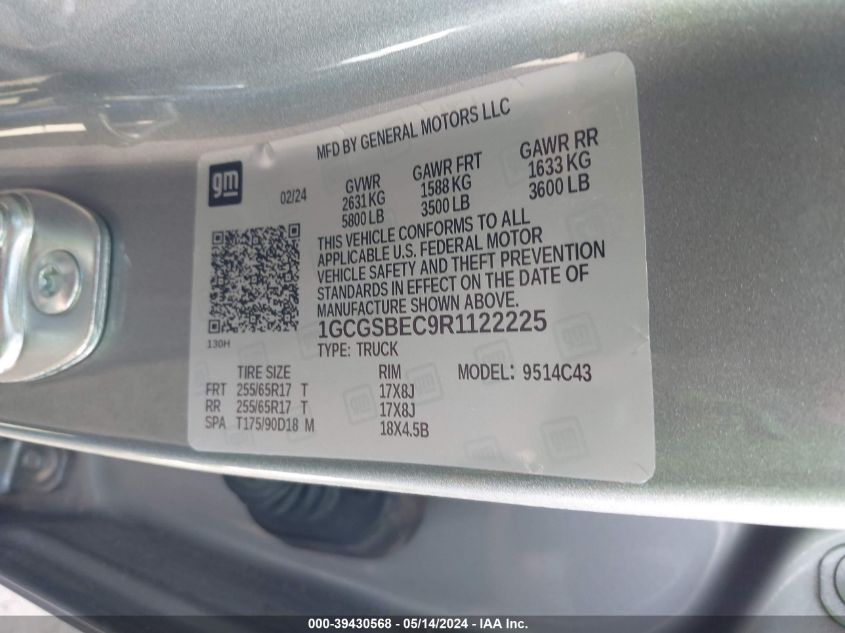 MFD BY GENERAL MOTORS LLC
gm
02/24
GVWR GAWR FRT GAWR RR
2631 KG 1588 KG 1633 KG
5800 LB 3500 LB 3600 LB
THIS VEHICLE CONFORMS TO ALL
APPLICABLE U.S. FEDERAL MOTOR
VEHICLE SAFETY AND THEFT PREVENTION
STANDARDS IN EFFECT ON THE DATE OF
MANUFACTURE SHOWN ABOVE.
1GCGSBEC9R1122225
130H
TYPE: TRUCK
TIRE SIZE RIM MODEL: 9514C43
FRT 255/65R17 T 17X8J
RR 255/65R17 T 17X8J
SPA T175/90D18 M 18X4.5B
000-39430568 - 05/14/2024 - IAA Inc.